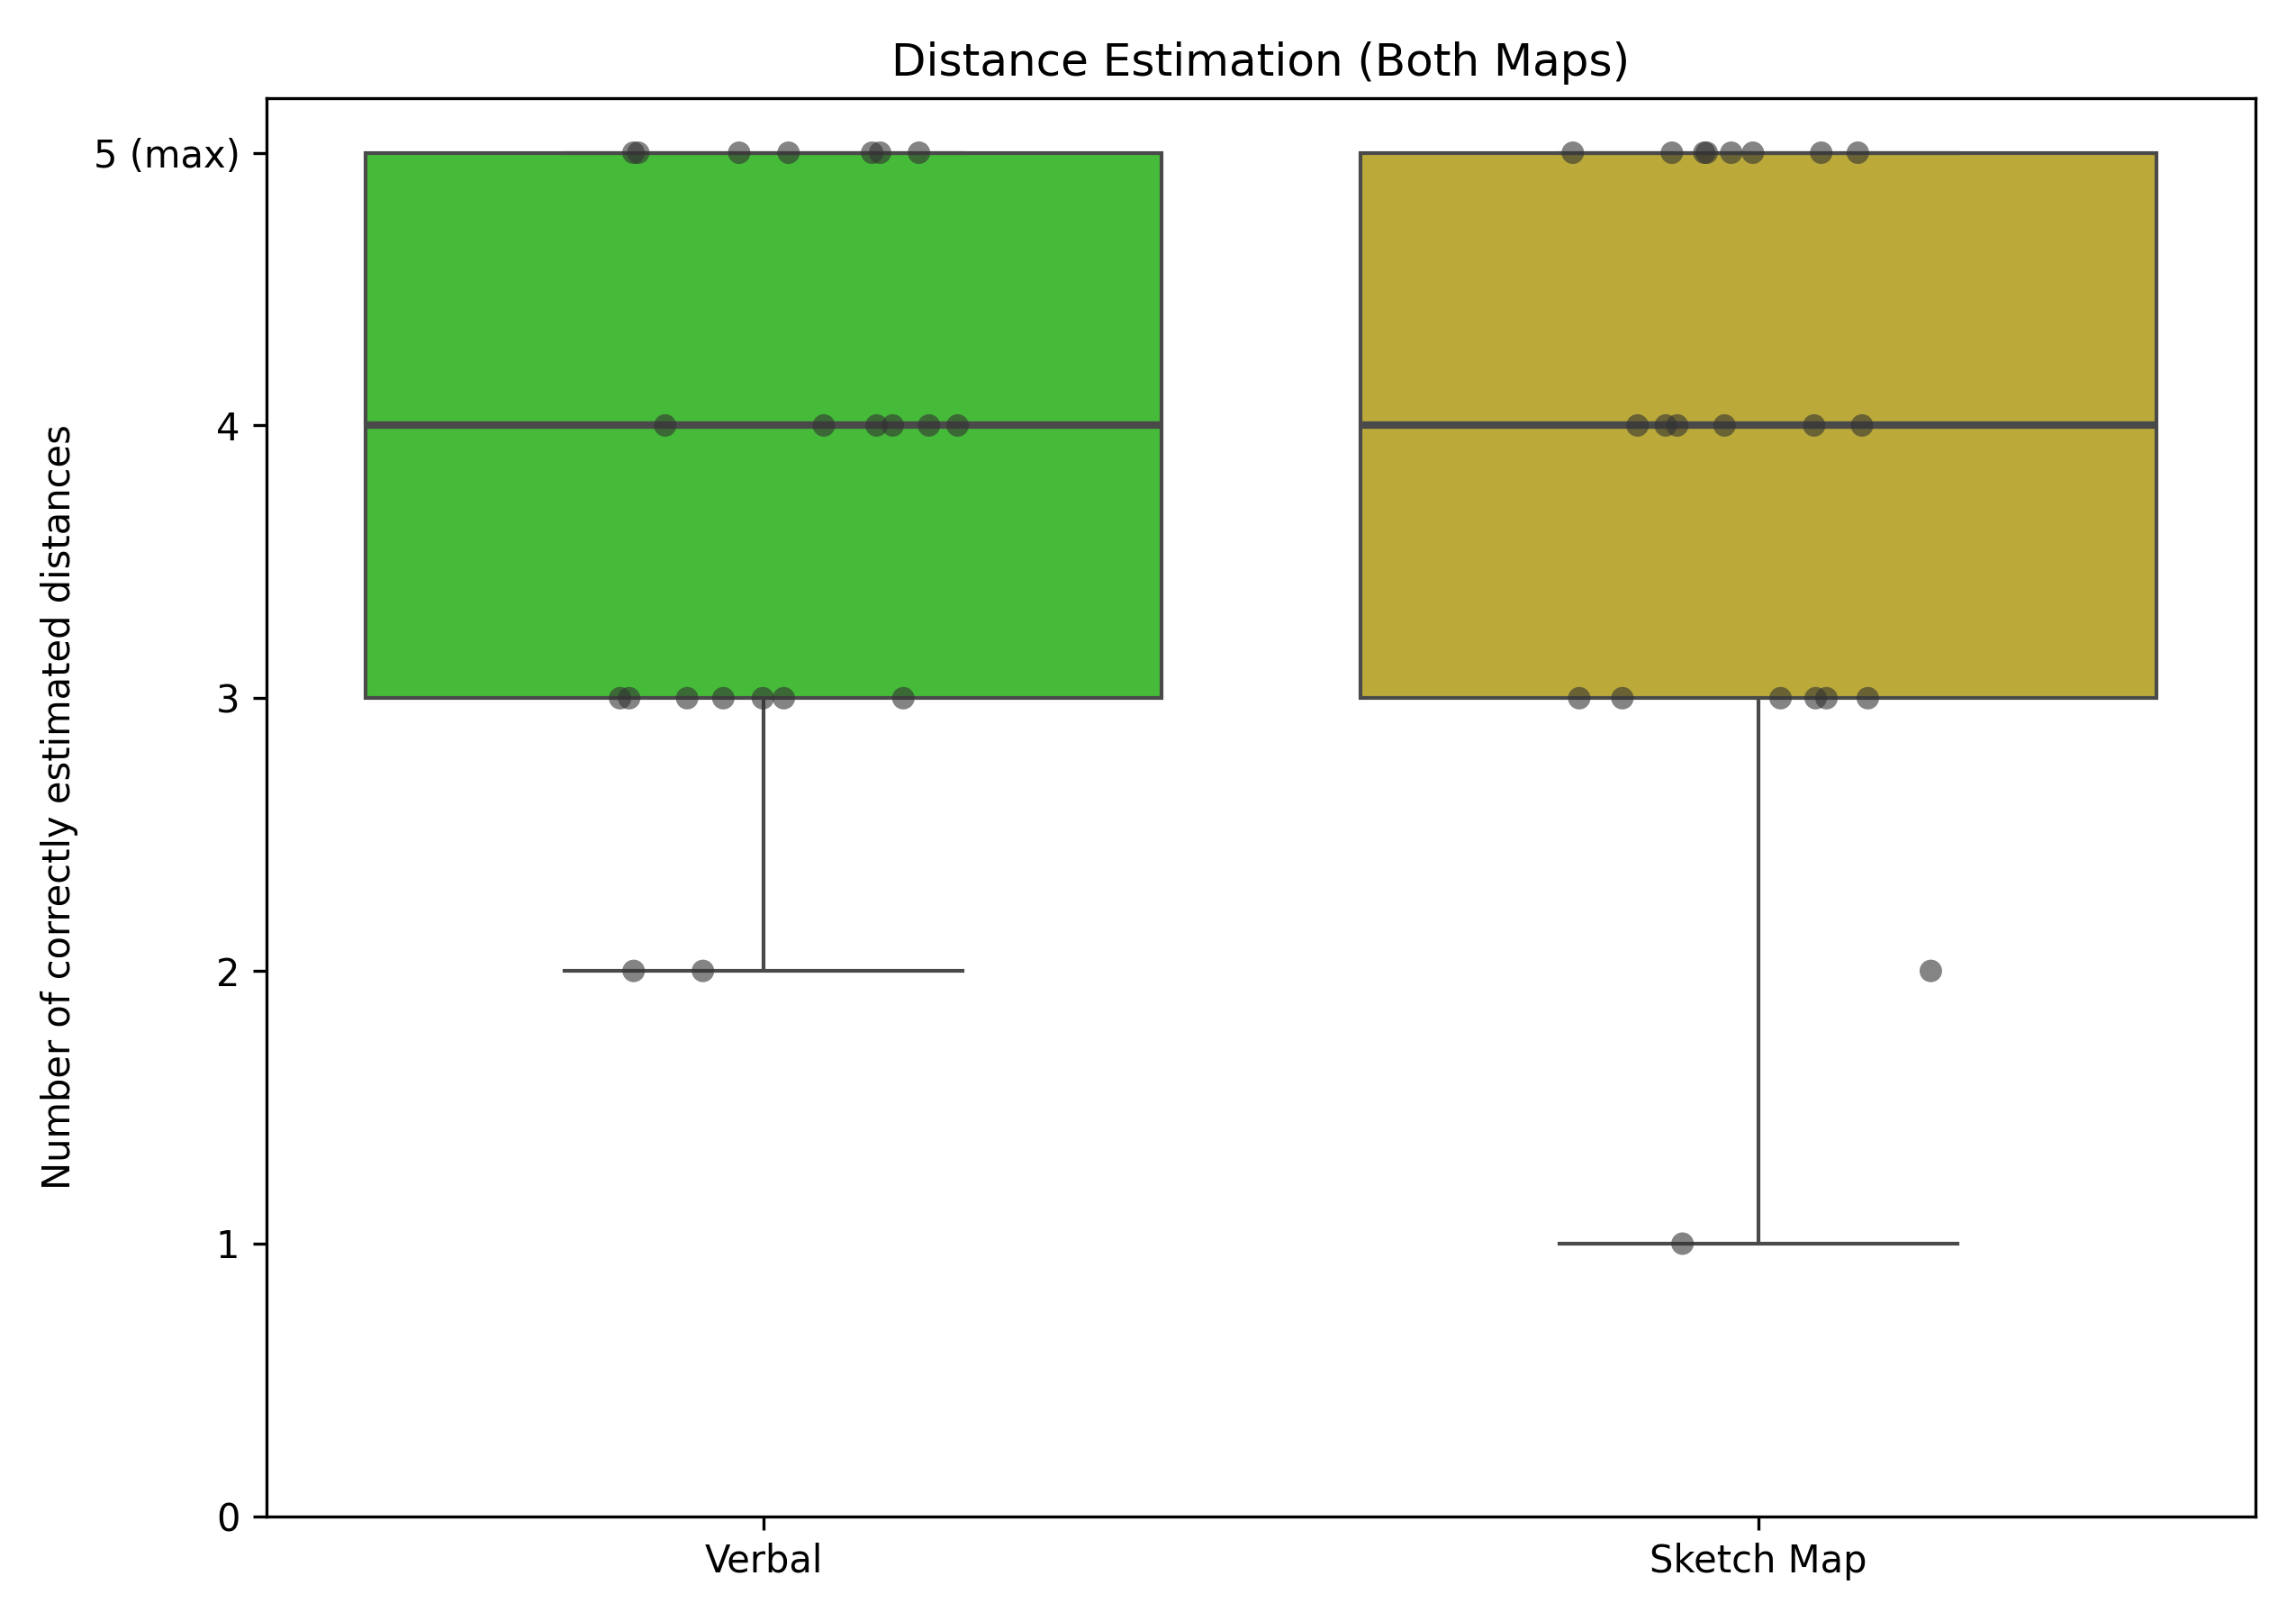 Distance Estimation (Both Maps)
Number of correctly estimated distances
5 (max)
4
3
2
1
0
Verbal
Sketch Map